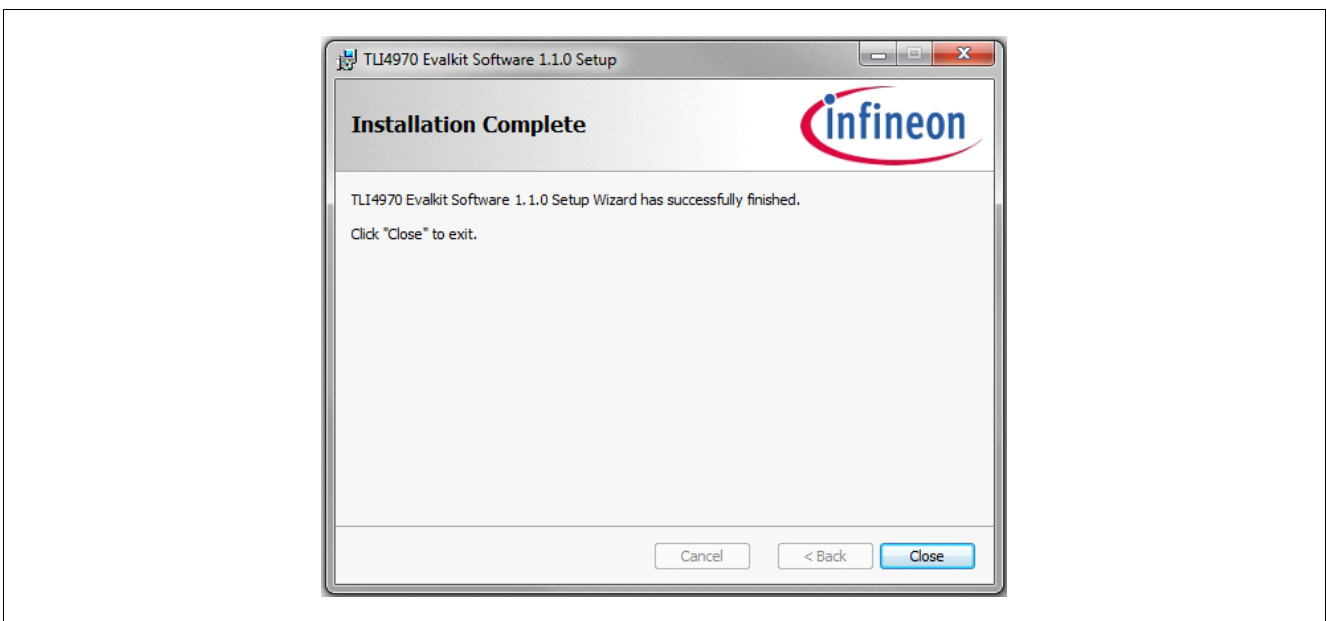 TLI4970 Evalkit Software 1.1.0 Setup
Installation Complete
infineon
TLI4970 Evalkit Software 1.1.0 Setup Wizard has successfully finished.
Click "Close" to exit.
Cancel
< Back
Close